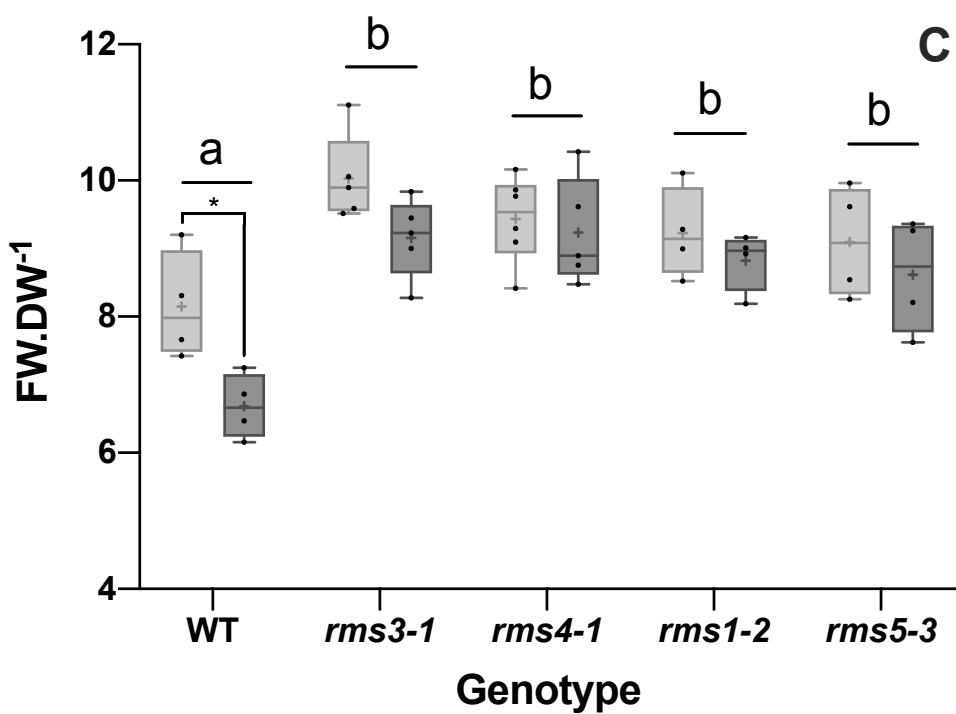 C
12
10
8
6
4
FW.DW⁻¹
a
*
b
b
b
b
WT rms3-1 rms4-1 rms1-2 rms5-3
Genotype